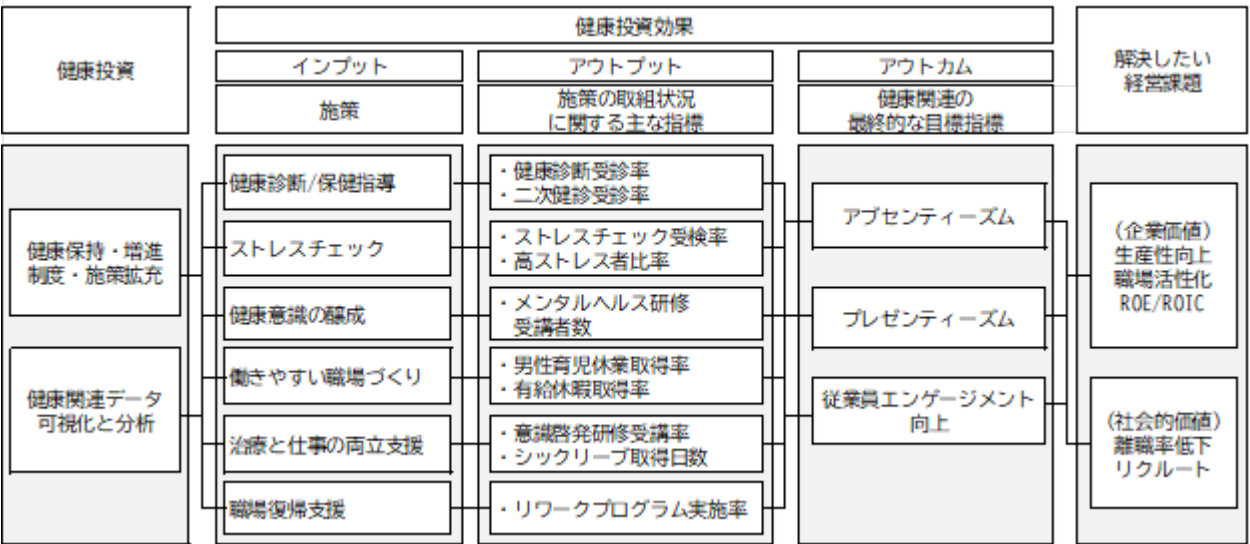 健康投資
健康投資効果
解決したい
経営課題
インプット
アウトプット
アウトカム
施策
施策の取組状況
に関する主な指標
健康関連の
最終的な目標指標
健康保持・増進
制度・施策拡充
健康関連データ
可視化と分析
健康診断/保健指導
ストレスチェック
健康意識の醸成
働きやすい職場づくり
治療と仕事の両立支援
職場復帰支援
・健康診断受診率
・二次健診受診率
・ストレスチェック受検率
・高ストレス者比率
・メンタルヘルス研修
受講者数
・男性育児休業取得率
・有給休暇取得率
・意識啓発研修受講率
・シックリーブ取得日数
・リワークプログラム実施率
アブセンティーズム
プレゼンティーズム
従業員エンゲージメント
向上
(企業価値)
生産性向上
職場活性化
ROE/ROIC
(社会的価値)
離職率低下
リクルート